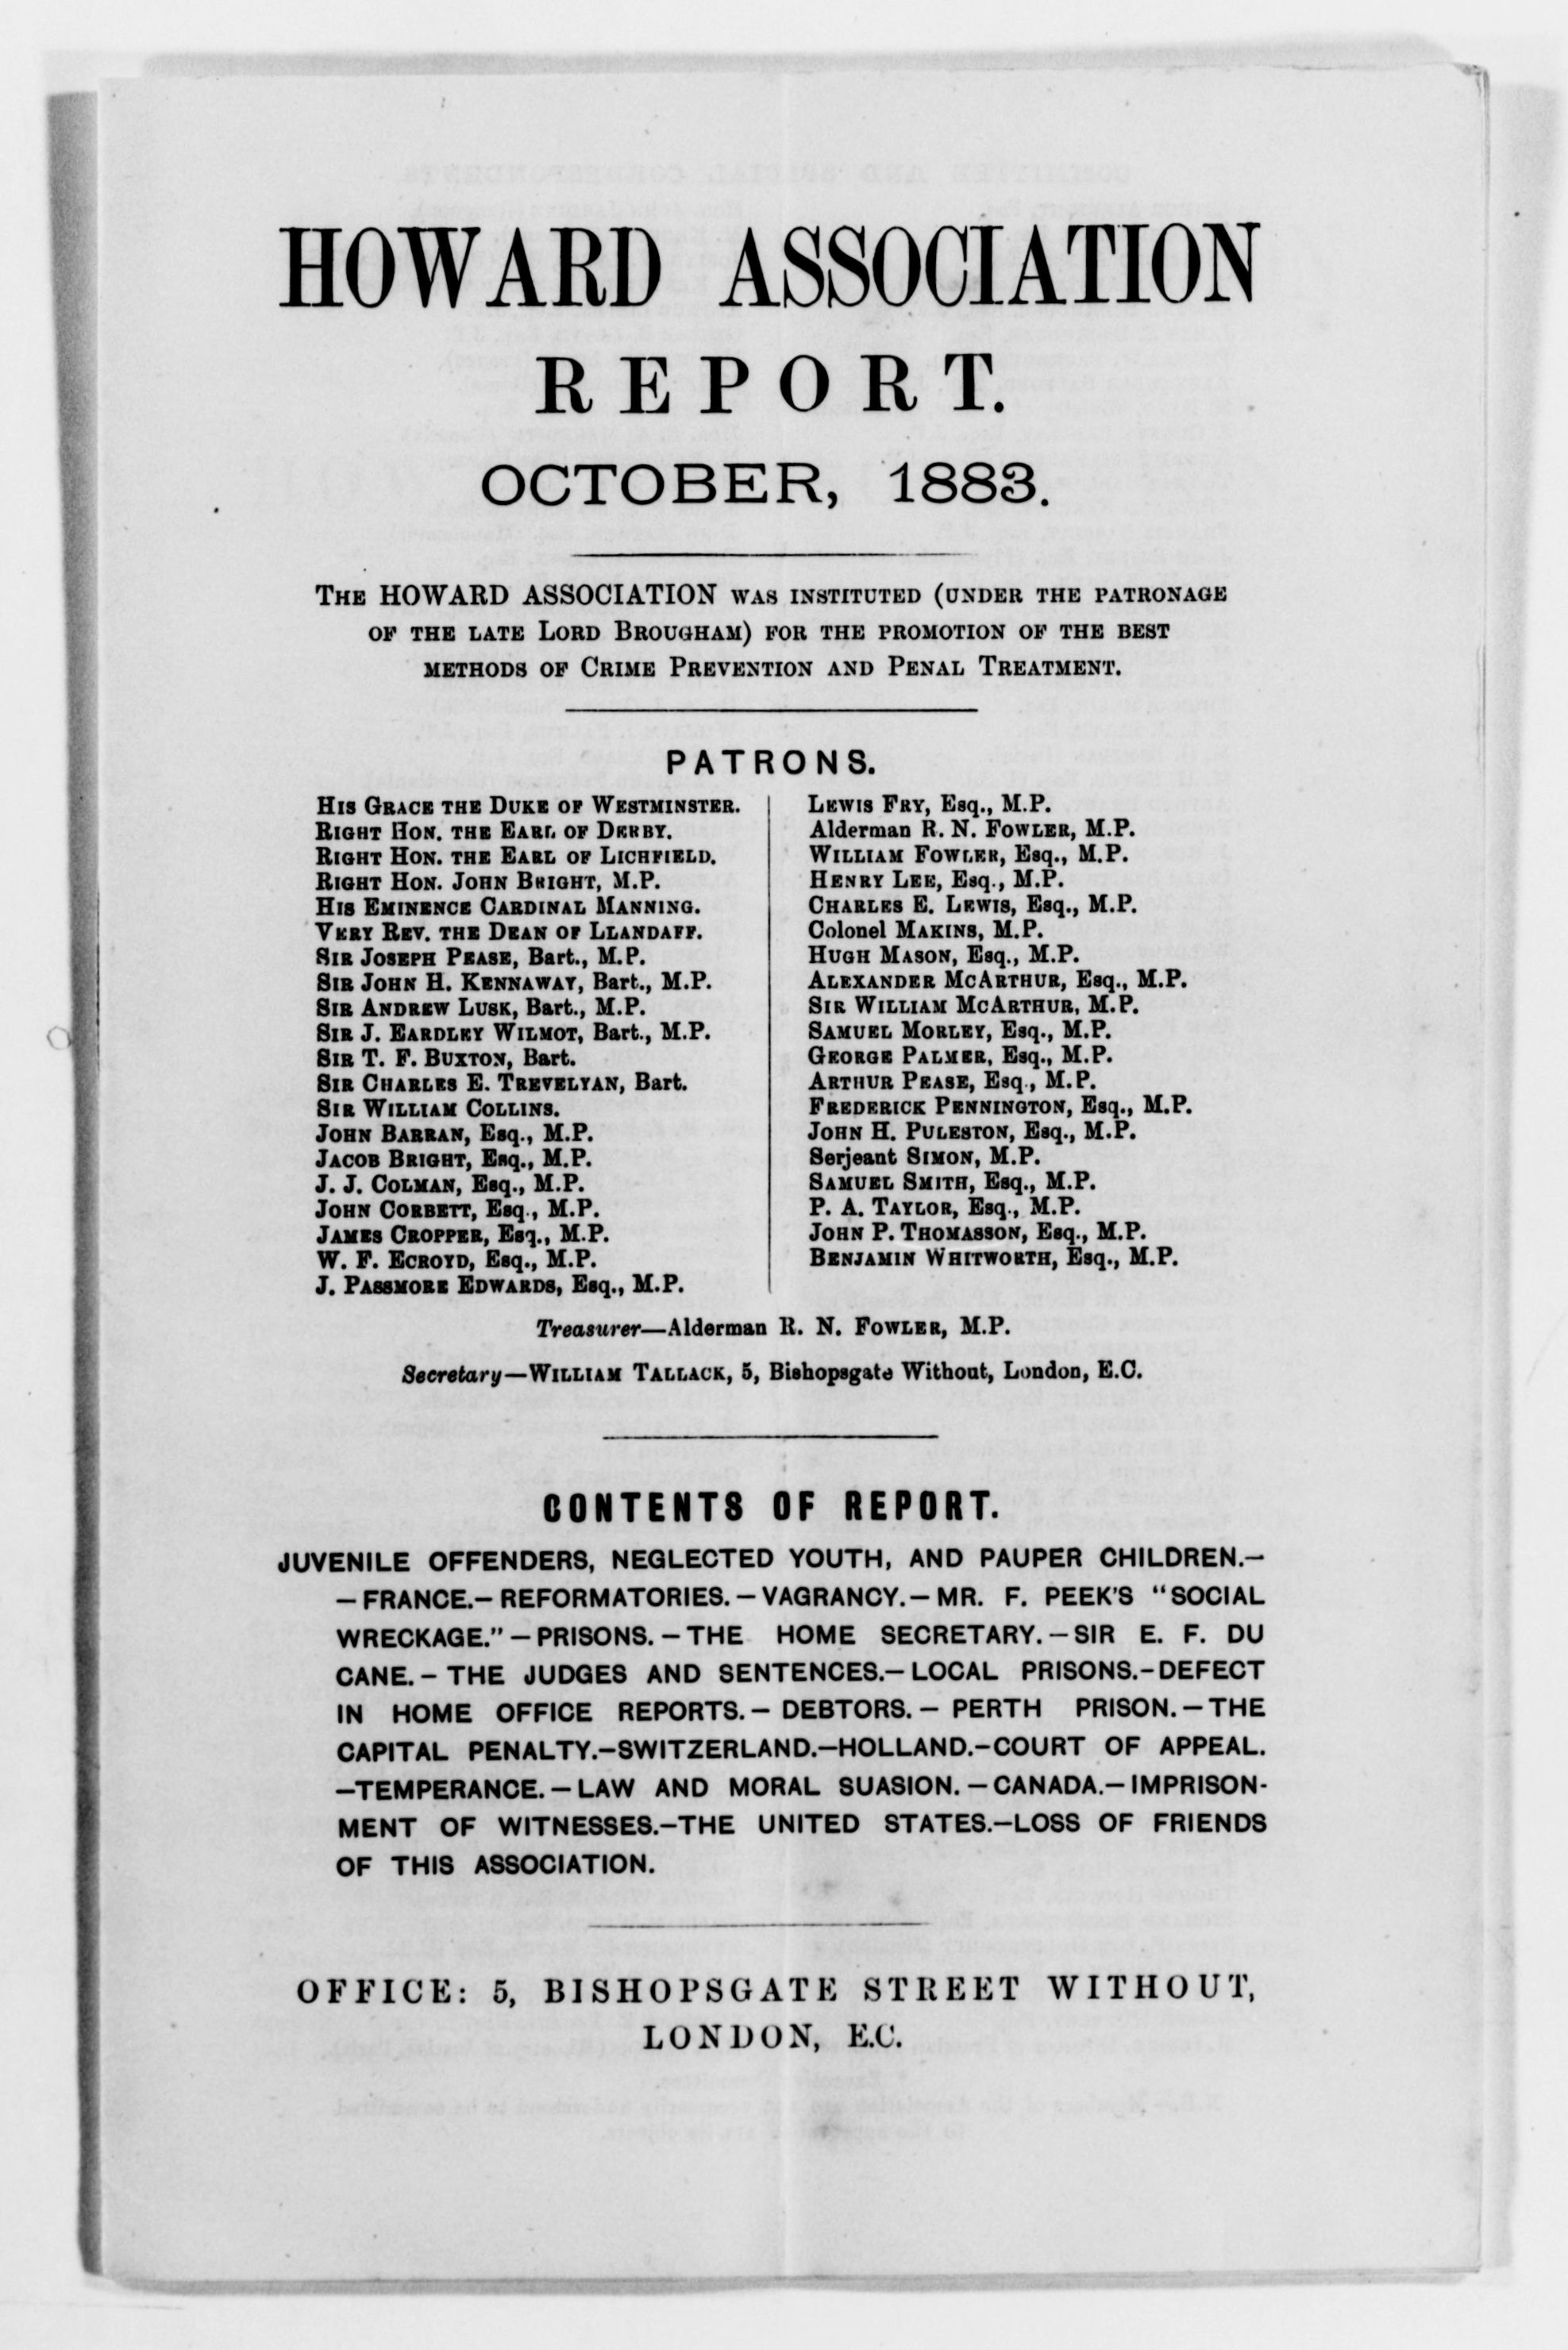 HOWARD ASSOCIATION
REPORT.
OCTOBER, 1883.
THE HOWARD ASSOCIATION WAS INSTITUTED (UNDER THE PATRONAGE
OF THE LATE LORD BROUGHAM) FOR THE PROMOTION OF THE BEST
METHODS OF CRIME PREVENTION AND PENAL TREATMENT.
PATRONS.
HIS GRACE THE DUKE OF WESTMINSTER.
RIGHT HON. THE EARL OF DERBY.
RIGHT HON. THE EARL OF LICHFIELD.
RIGHT HON. JOHN BRIGHT, M.P.
HIS EMINENCE CARDINAL MANNING.
VERY REV. THE DEAN OF LLANDAFF.
SIR JOSEPH PEASE, Bart., M.P.
SIR JOHN H. KENNAWAY, Bart., M.P.
SIR ANDREW LUSK, Bart., M.P.
SIR J. EARDLEY WILMOT, Bart., M.P.
SIR T. F. BUXTON, Bart.
SIR CHARLES E. TREVELYAN, Bart.
SIR WILLIAM COLLINS.
JOHN BARRAN, Esq., M.P.
JACOB BRIGHT, Esq., M.P.
J. J. COLMAN, Esq., M.P.
JOHN CORBETT, Esq., M.P.
JAMES CROPPER, Esq., M.P.
W. F. ECROYD, Esq., M.P.
J. PASSMORE EDWARDS, Esq., M.P.
LEWIS FRY, Esq., M.P.
Alderman R. N. FOWLER, M.P.
WILLIAM FOWLER, Esq., M.P.
HENRY LEE, Esq., M.P.
CHARLES E. LEWIS, Esq., M.P.
Colonel MAKINS, M.P.
HUGH MASON, Esq., M.P.
ALEXANDER MCARTHUR, Esq., M.P.
SIR WILLIAM MCARTHUR, M.P.
SAMUEL MORLEY, Esq., M.P.
GEORGE PALMER, Esq., M.P.
ARTHUR PEASE, Esq., M.P.
FREDERICK PENNINGTON, Esq., M.P.
JOHN H. PULESTON, Esq., M.P.
Serjeant SIMON, M.P.
SAMUEL SMITH, Esq., M.P.
P. A. TAYLOR, Esq., M.P.
JOHN P. THOMASSON, Esq., M.P.
BENJAMIN WHITWORTH, Esq., M.P.
Treasurer—Alderman R. N. FOWLER, M.P.
Secretary—WILLIAM TALLACK, 5, Bishopsgate Without, London, E.C.
CONTENTS OF REPORT.
JUVENILE OFFENDERS, NEGLECTED YOUTH, AND PAUPER CHILDREN.—
—FRANCE.—REFORMATORIES.—VAGRANCY.—MR. F. PEEK'S "SOCIAL
WRECKAGE."—PRISONS.—THE HOME SECRETARY.—SIR E. F. DU
CANE.—THE JUDGES AND SENTENCES.—LOCAL PRISONS.—DEFECT
IN HOME OFFICE REPORTS.—DEBTORS.—PERTH PRISON.—THE
CAPITAL PENALTY.—SWITZERLAND.—HOLLAND.—COURT OF APPEAL.
—TEMPERANCE.—LAW AND MORAL SUASION.—CANADA.—IMPRISON-
MENT OF WITNESSES.—THE UNITED STATES.—LOSS OF FRIENDS
OF THIS ASSOCIATION.
OFFICE: 5, BISHOPSGATE STREET WITHOUT,
LONDON, E.C.